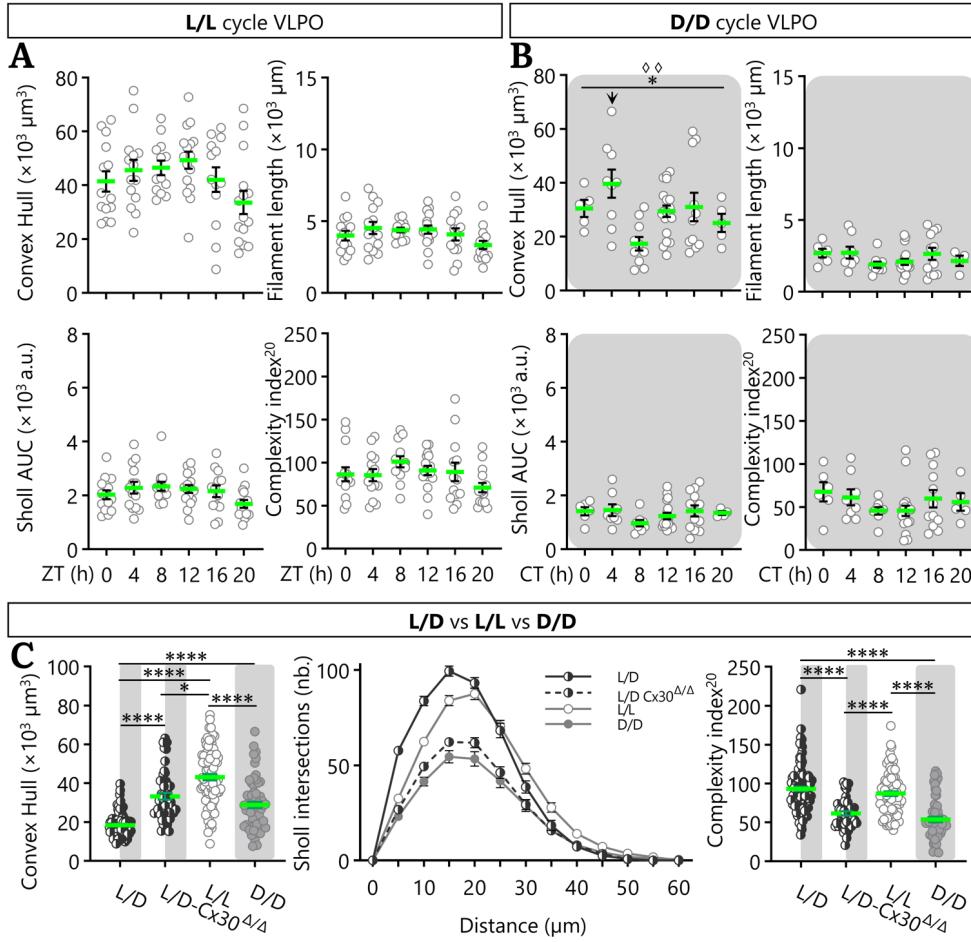 L/L cycle VLPO
D/D cycle VLPO
A
Convex Hull (×10³ µm³)
80
60
40
20
0
Filament length (×10³ µm)
15
10
5
0
Sholl AUC (×10³ a.u.)
8
6
4
2
0
ZT (h) 0 4 8 12 16 20
Complexity index²⁰
250
200
150
100
50
0
ZT (h) 0 4 8 12 16 20
B
Convex Hull (×10³ µm³)
80
60
40
20
0
◊ ◊
*
Filament length (×10³ µm)
15
10
5
0
Sholl AUC (×10³ a.u.)
8
6
4
2
0
CT (h) 0 4 8 12 16 20
Complexity index²⁰
250
200
150
100
50
0
CT (h) 0 4 8 12 16 20
L/D vs L/L vs D/D
C
Convex Hull (×10³ µm³)
100
80
60
40
20
0
****
****
*
****
****
L/D
L/D-Cx30 Δ/Δ
L/L
D/D
Sholl intersections (nb.)
100
50
0
L/D
L/D Cx30Δ/Δ
L/L
D/D
0 10 20 30 40 50 60
Distance (µm)
Complexity index²⁰
250
200
150
100
50
0
****
****
****
****
L/D
L/D-Cx30 Δ/Δ
L/L
D/D